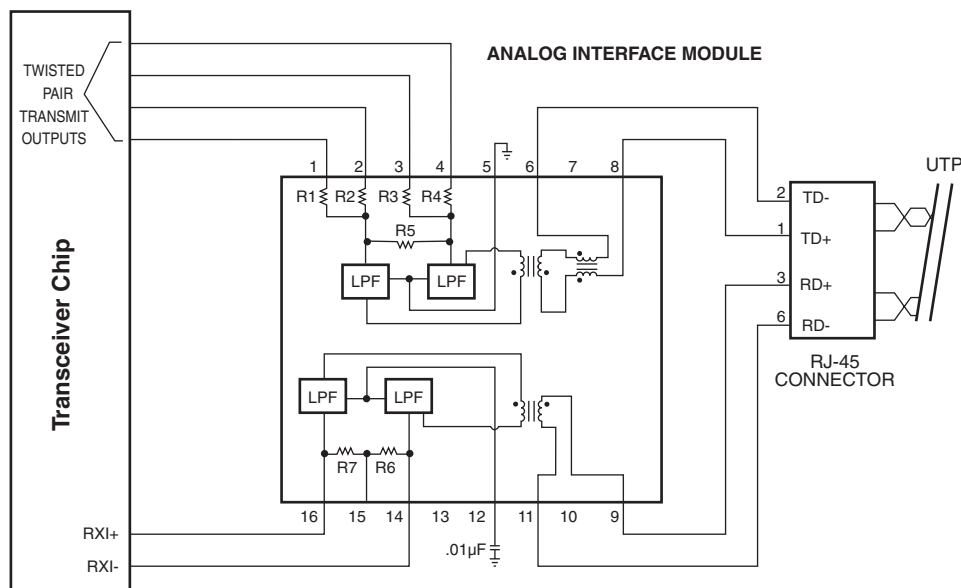 ANALOG INTERFACE MODULE
TWISTED
PAIR
TRANSMIT
OUTPUTS
Transceiver Chip
1 2 3 4 5 6 7 8
R1 R2 R3 R4
R5
LPF LPF
LPF LPF
R7 R6
16 15 14 13 12 11 10 9
RXI+
RXI-
.01µF
UTP
2 TD-
1 TD+
3 RD+
6 RD-
RJ-45
CONNECTOR